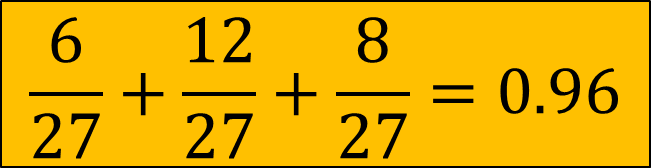 6/27 + 12/27 + 8/27 = 0.96